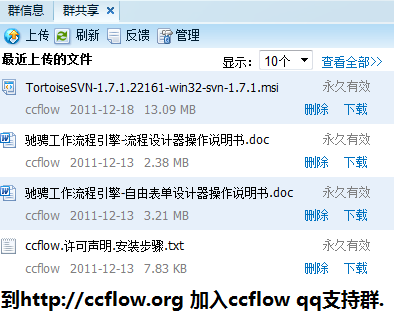 群信息 群共享 ×
上传 刷新 反馈 管理
最近上传的文件 显示: 10个 查看全部>>
TortoiseSVN-1.7.1.22161-win32-svn-1.7.1.msi 永久有效
ccflow 2011-12-18 13.09 MB 删除 下载
驰骋工作流程引擎-流程设计器操作说明书.doc 永久有效
ccflow 2011-12-13 2.38 MB 删除 下载
驰骋工作流程引擎-自由表单设计器操作说明书.doc 永久有效
ccflow 2011-12-13 3.21 MB 删除 下载
ccflow.许可声明.安装步骤.txt 永久有效
ccflow 2011-12-13 7.83 KB 删除 下载
到http://ccflow.org 加入ccflow qq支持群.